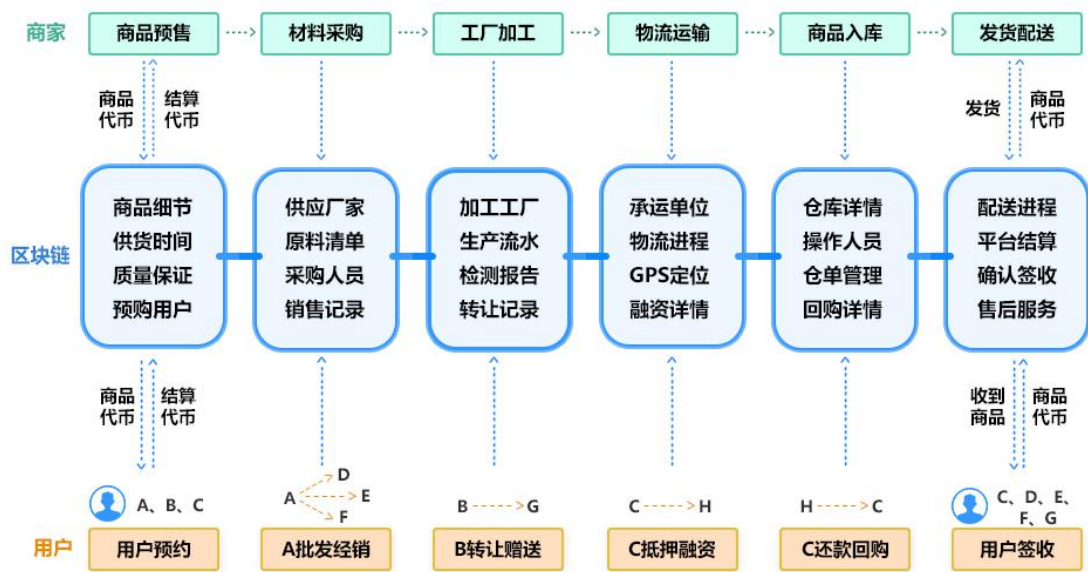 商家
商品预售
材料采购
工厂加工
物流运输
商品入库
发货配送
商品
代币
结算
代币
发货
商品
代币
区块链
商品细节
供货时间
质量保证
预购用户
供应厂家
原料清单
采购人员
销售记录
加工工厂
生产流水
检测报告
转让记录
承运单位
物流进程
GPS定位
融资详情
仓库详情
操作人员
仓单管理
回购详情
配送进程
平台结算
确认签收
售后服务
商品
代币
结算
代币
收到
商品
商品
代币
A、B、C
A
D
E
F
B
G
C
H
H
C
C、D、E、
F、G
用户
用户预约
A批发经销
B转让赠送
C抵押融资
C还款回购
用户签收